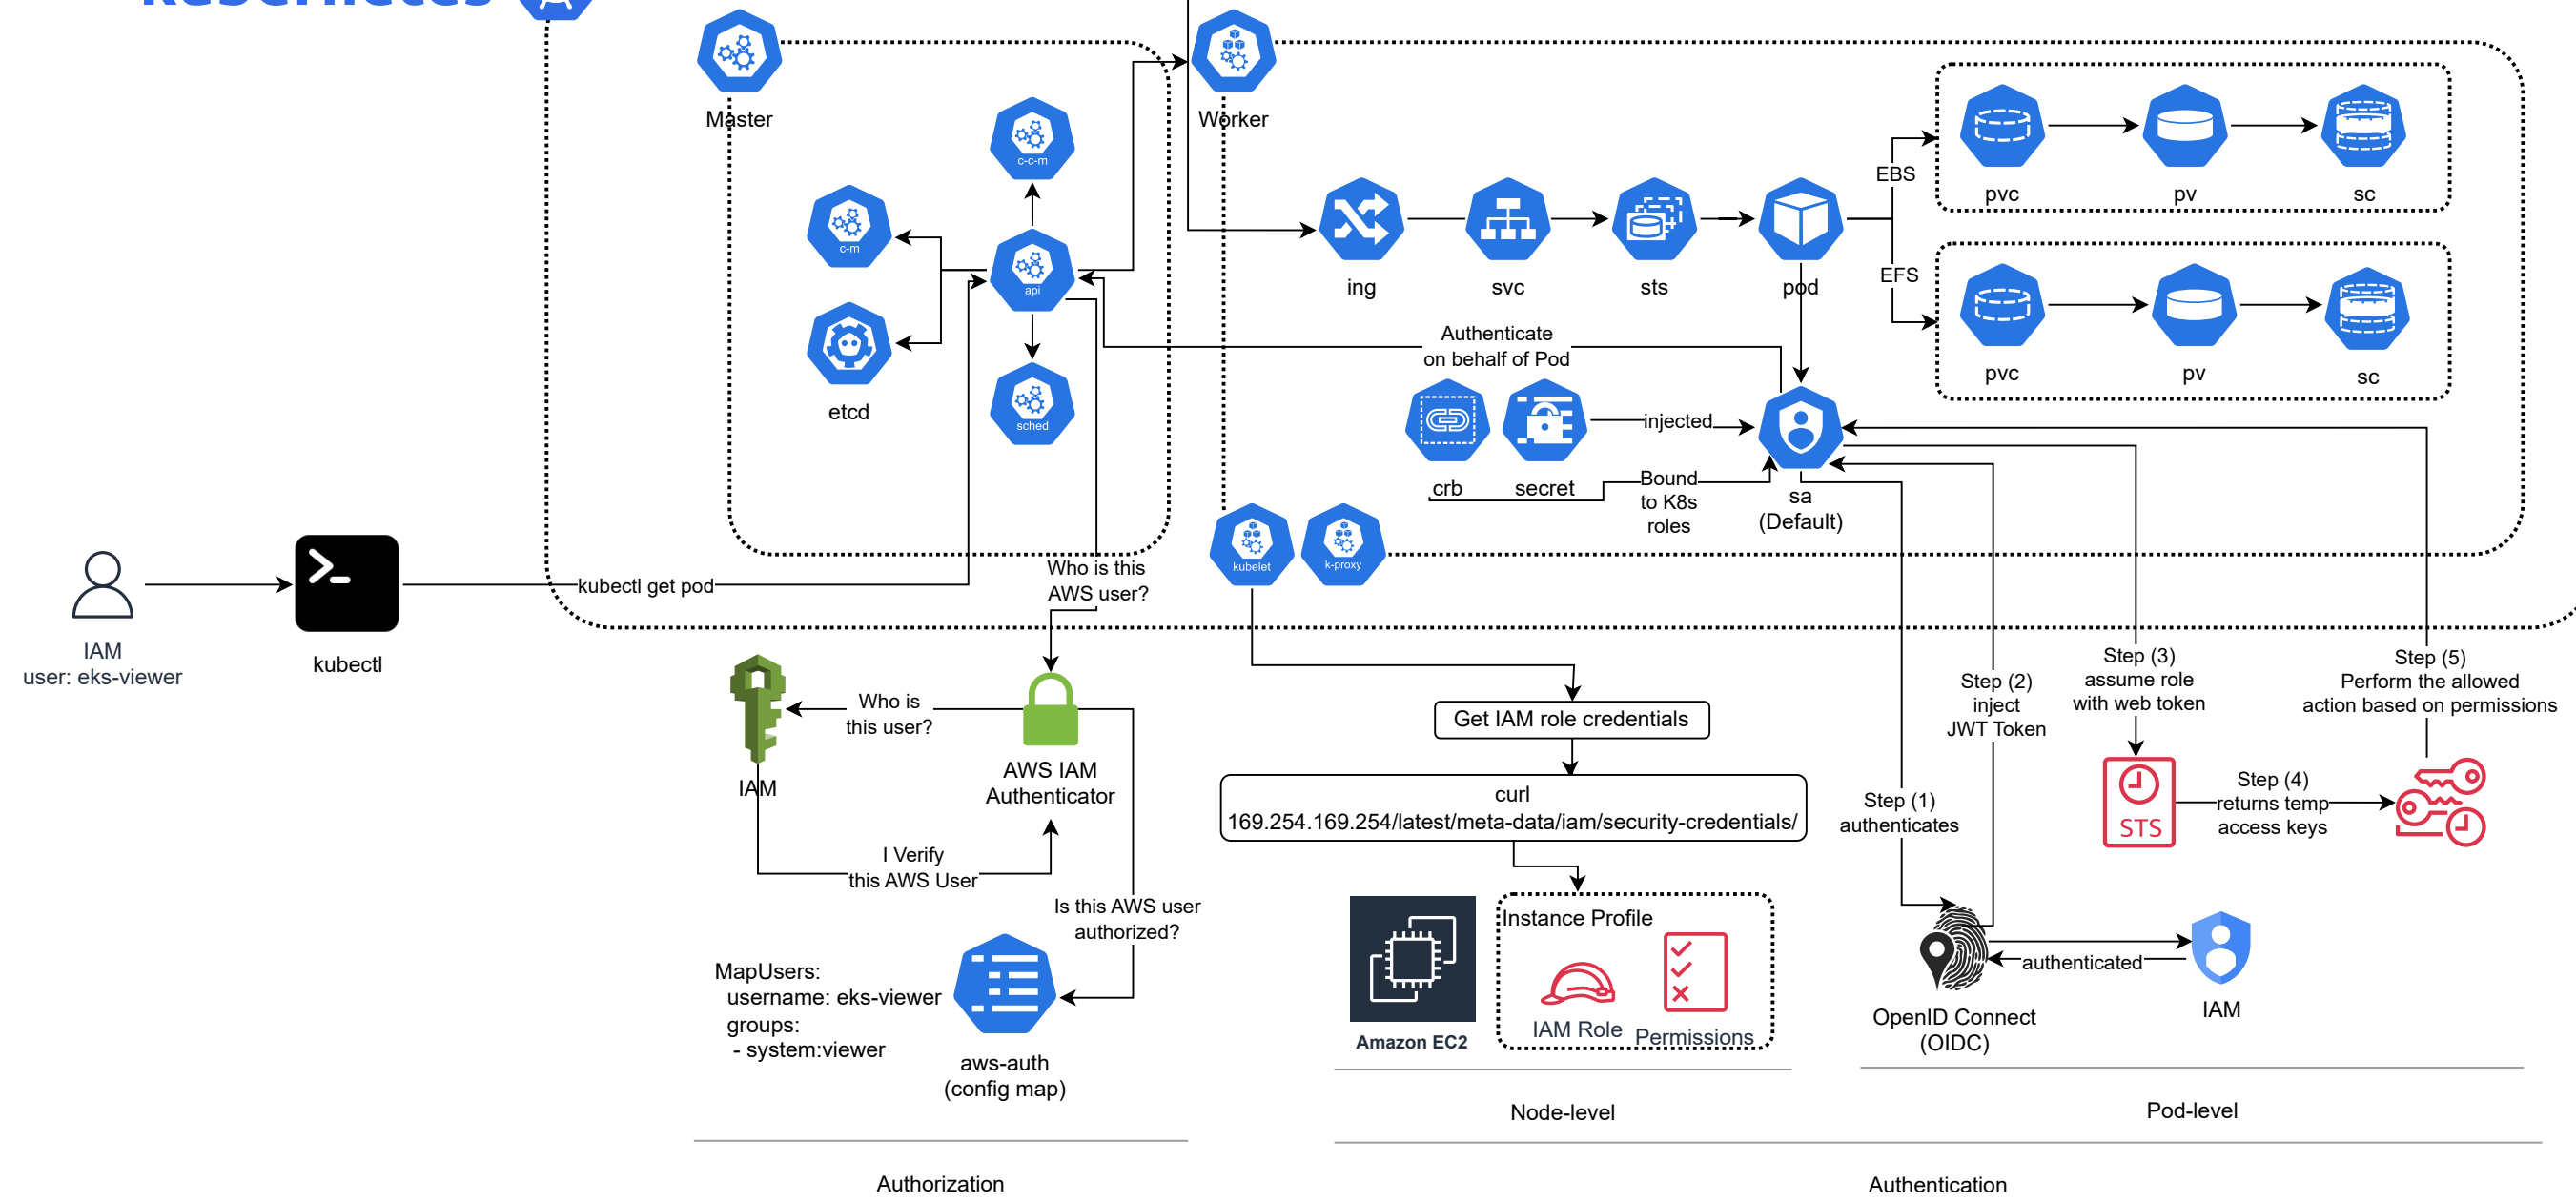 kubernetes
Master
c-c-m
c-m
api
etcd
sched
Worker
ing
svc
sts
pod
EBS
pvc
pv
sc
EFS
pvc
pv
sc
Authenticate
on behalf of Pod
crb
secret
injected
Bound
to K8s
roles
sa
(Default)
kubelet
k-proxy
IAM
user: eks-viewer
kubectl
kubectl get pod
Who is this
AWS user?
IAM
Who is
this user?
AWS IAM
Authenticator
I Verify
this AWS User
Is this AWS user
authorized?
MapUsers:
username: eks-viewer
groups:
- system:viewer
aws-auth
(config map)
Authorization
Get IAM role credentials
curl
169.254.169.254/latest/meta-data/iam/security-credentials/
Amazon EC2
Instance Profile
IAM Role
Permissions
Node-level
Step (1)
authenticates
Step (2)
inject
JWT Token
Step (3)
assume role
with web token
STS
Step (4)
returns temp
access keys
Step (5)
Perform the allowed
action based on permissions
OpenID Connect
(OIDC)
authenticated
IAM
Pod-level
Authentication